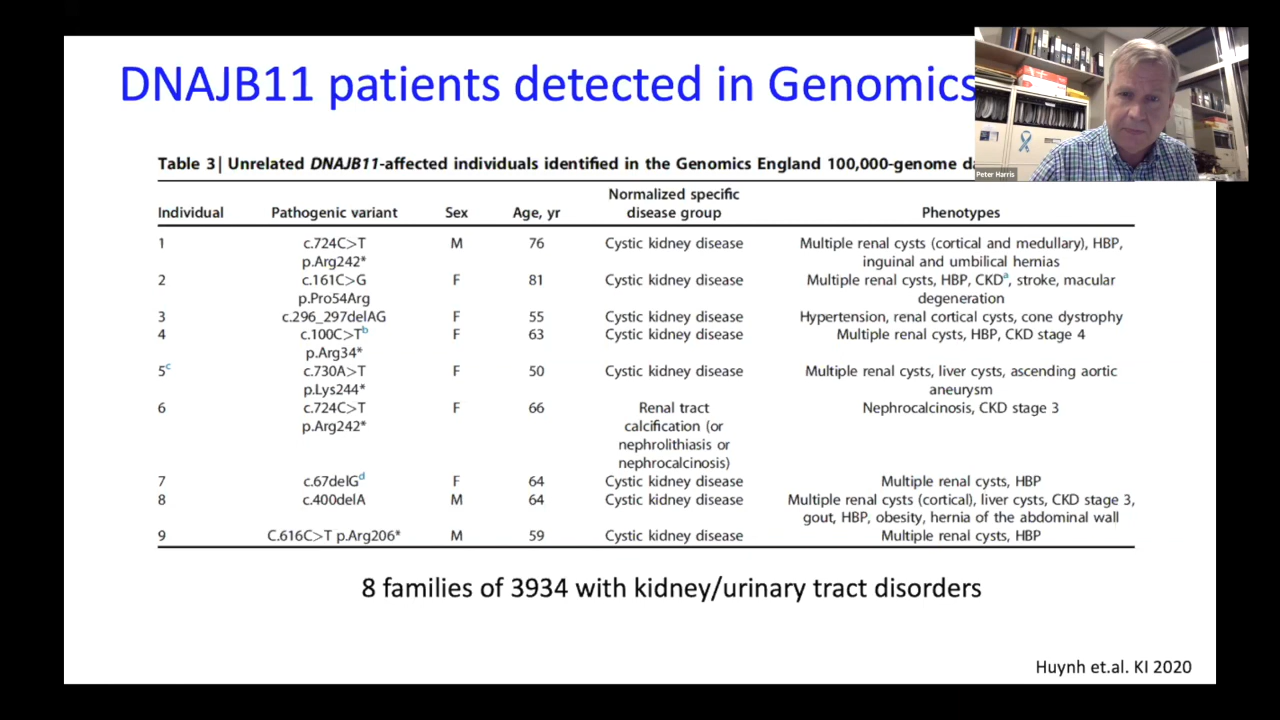 DNAJB11 patients detected in Genomics
Peter Harris
Table 3| Unrelated DNAJB11-affected individuals identified in the Genomics England 100,000-genome
Normalized specific
Individual Pathogenic variant Sex Age, yr disease group Phenotypes
1 c.724C>T M 76 Cystic kidney disease Multiple renal cysts (cortical and medullary), HBP,
p.Arg242* inguinal and umbilical hernias
2 c.161C>G F 81 Cystic kidney disease Multiple renal cysts, HBP, CKDa, stroke, macular
p.Pro54Arg degeneration
3 c.296_297delAG F 55 Cystic kidney disease Hypertension, renal cortical cysts, cone dystrophy
4 c.100C>Tb F 63 Cystic kidney disease Multiple renal cysts, HBP, CKD stage 4
p.Arg34*
5c c.730A>T F 50 Cystic kidney disease Multiple renal cysts, liver cysts, ascending aortic
p.Lys244* aneurysm
6 c.724C>T F 66 Renal tract Nephrocalcinosis, CKD stage 3
p.Arg242* calcification (or
nephrolithiasis or
nephrocalcinosis)
7 c.67delGd F 64 Cystic kidney disease Multiple renal cysts, HBP
8 c.400delA M 64 Cystic kidney disease Multiple renal cysts (cortical), liver cysts, CKD stage 3,
gout, HBP, obesity, hernia of the abdominal wall
9 C.616C>T p.Arg206* M 59 Cystic kidney disease Multiple renal cysts, HBP
8 families of 3934 with kidney/urinary tract disorders
Huynh et.al. KI 2020